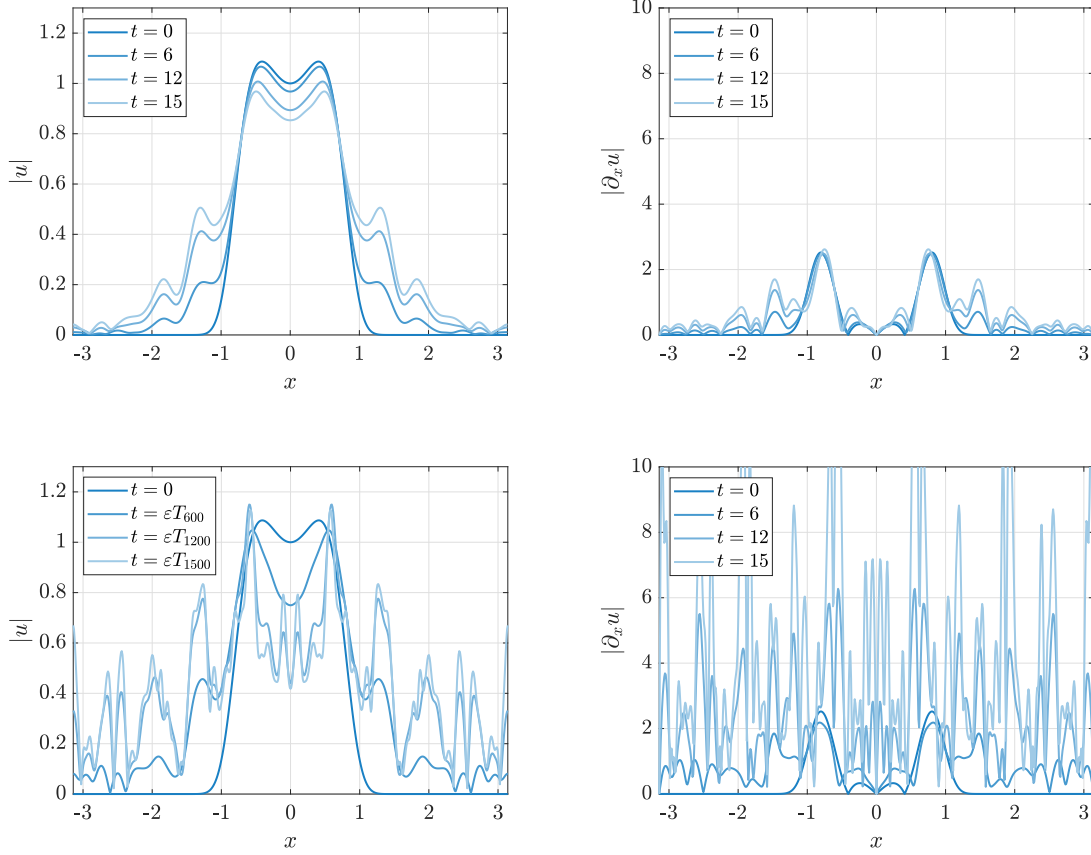 |u|
1.2
1
0.8
0.6
0.4
0.2
0
-3 -2 -1 0 1 2 3
x
t = 0
t = 6
t = 12
t = 15
|∂ₓu|
10
8
6
4
2
0
-3 -2 -1 0 1 2 3
x
t = 0
t = 6
t = 12
t = 15
|u|
1.2
1
0.8
0.6
0.4
0.2
0
-3 -2 -1 0 1 2 3
x
t = 0
t = εT₆₀₀
t = εT₁₂₀₀
t = εT₁₅₀₀
|∂ₓu|
10
8
6
4
2
0
-3 -2 -1 0 1 2 3
x
t = 0
t = 6
t = 12
t = 15